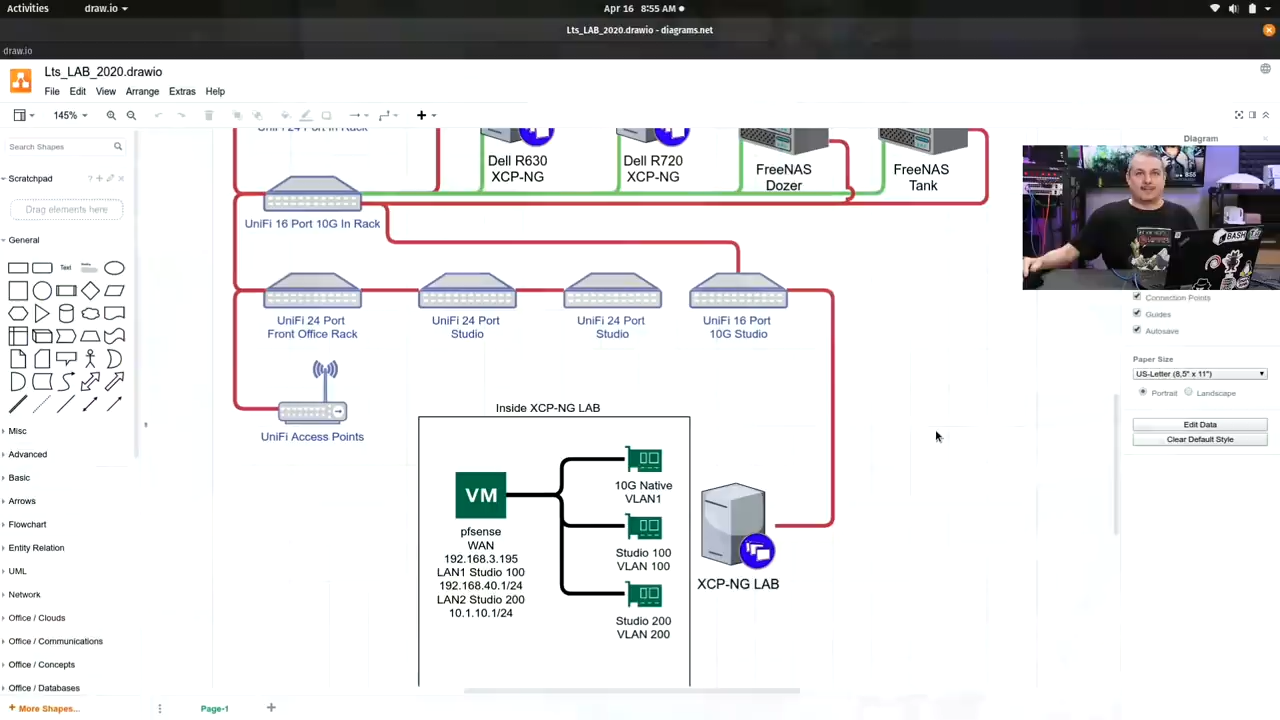 Activities
draw.io
Apr 16 8:55 AM
Lts_LAB_2020.drawio - diagrams.net
draw.io
Lts_LAB_2020.drawio
File Edit View Arrange Extras Help
145%
Search Shapes
Scratchpad
Drag elements here
General
Text
Misc
Advanced
Basic
Arrows
Flowchart
Entity Relation
UML
Network
Office / Clouds
Office / Communications
Office / Concepts
Office / Databases
More Shapes...
Page-1
UniFi 24 Port In Rack
Dell R630
XCP-NG
Dell R720
XCP-NG
FreeNAS
Dozer
FreeNAS
Tank
UniFi 16 Port 10G In Rack
UniFi 24 Port
Front Office Rack
UniFi 24 Port
Studio
UniFi 24 Port
Studio
UniFi 16 Port
10G Studio
UniFi Access Points
Inside XCP-NG LAB
VM
pfsense
WAN
192.168.3.195
LAN1 Studio 100
192.168.40.1/24
LAN2 Studio 200
10.1.10.1/24
10G Native
VLAN1
Studio 100
VLAN 100
Studio 200
VLAN 200
XCP-NG LAB
Diagram
8:55
BASH
Connection Points
Guides
Autosave
Paper Size
US-Letter (8,5" x 11")
Portrait
Landscape
Edit Data
Clear Default Style